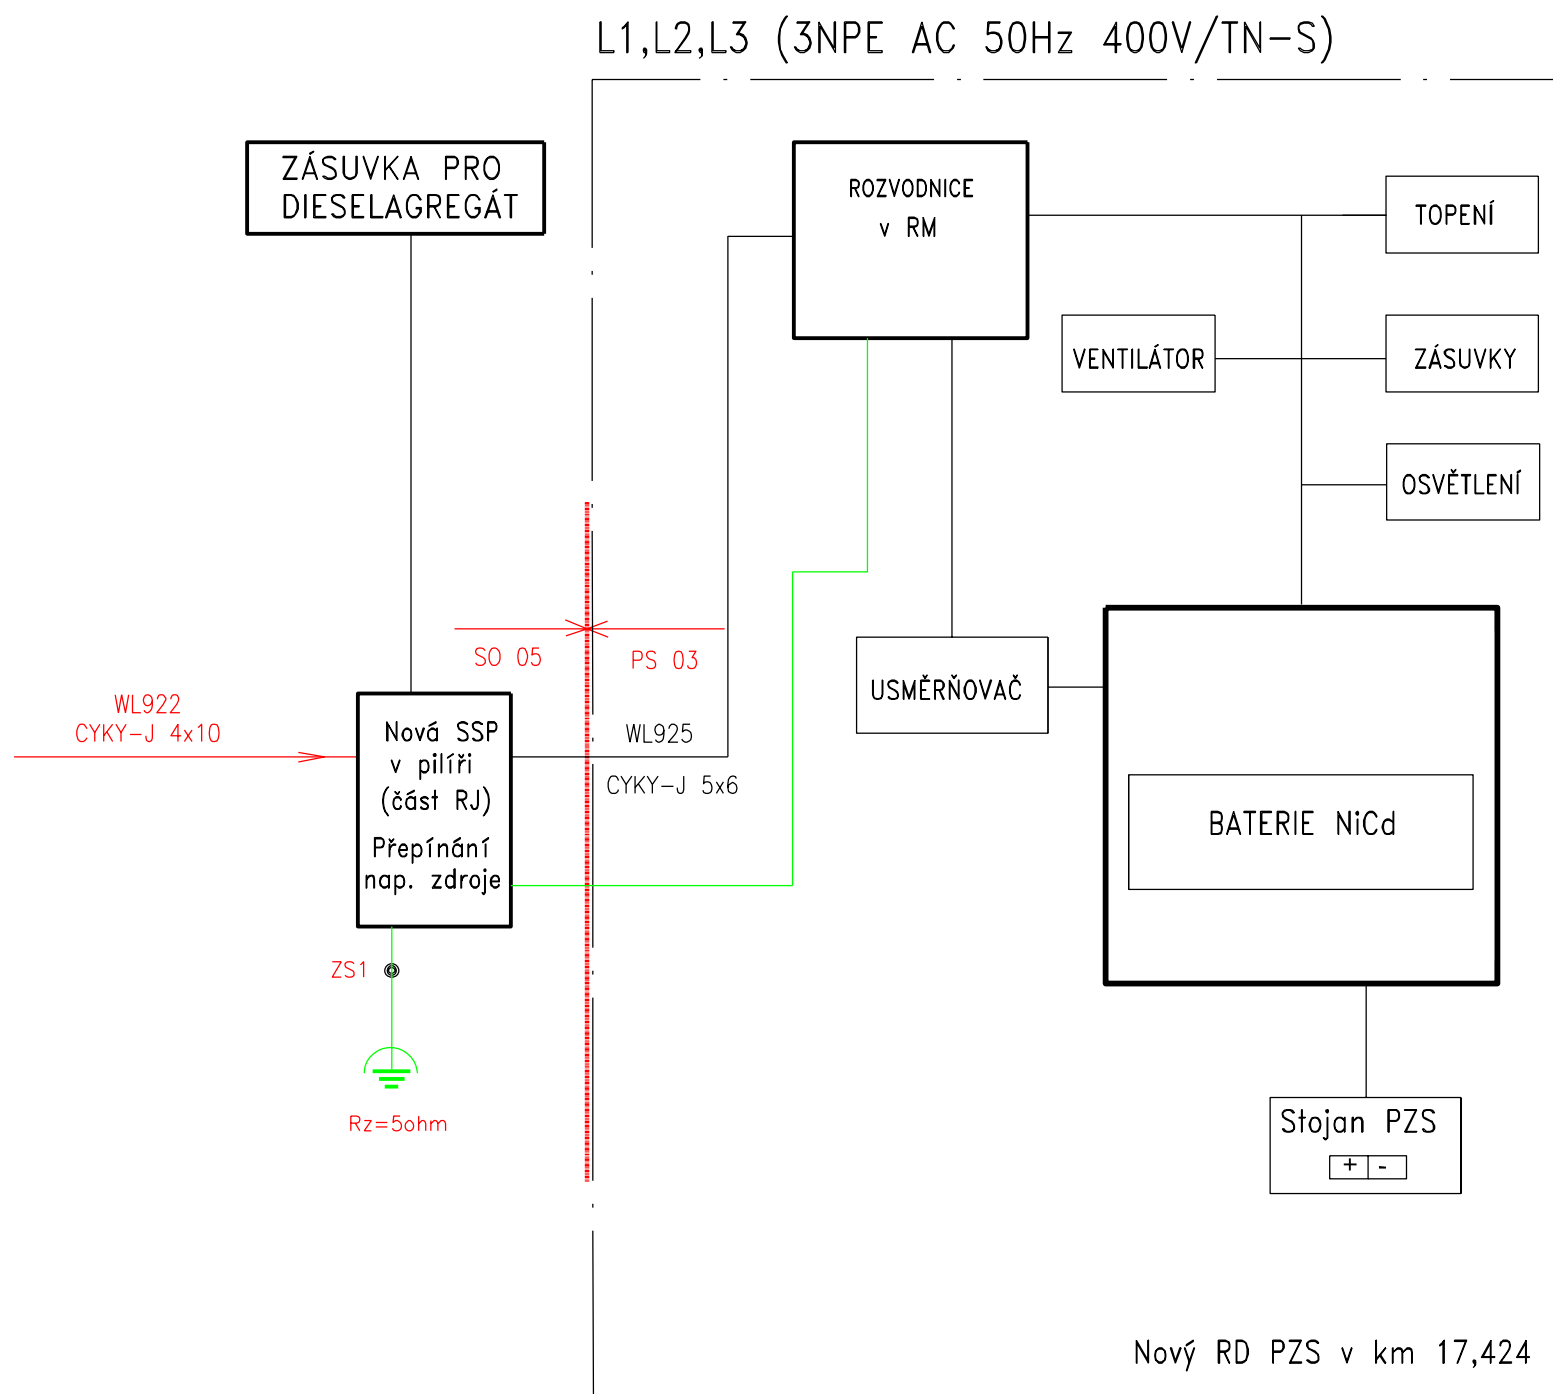 L1,L2,L3 (3NPE AC 50Hz 400V/TN-S)
ZÁSUVKA PRO
DIESELAGREGÁT
ROZVODNICE
v RM
TOPENÍ
VENTILÁTOR
ZÁSUVKY
OSVĚTLENÍ
SO 05
PS 03
USMĚRŇOVAČ
WL922
CYKY-J 4x10
Nová SSP
v pilíři
(část RJ)
Přepínání
nap. zdroje
WL925
CYKY-J 5x6
BATERIE NiCd
ZS1
Rz=5ohm
Stojan PZS
+ -
Nový RD PZS v km 17,424